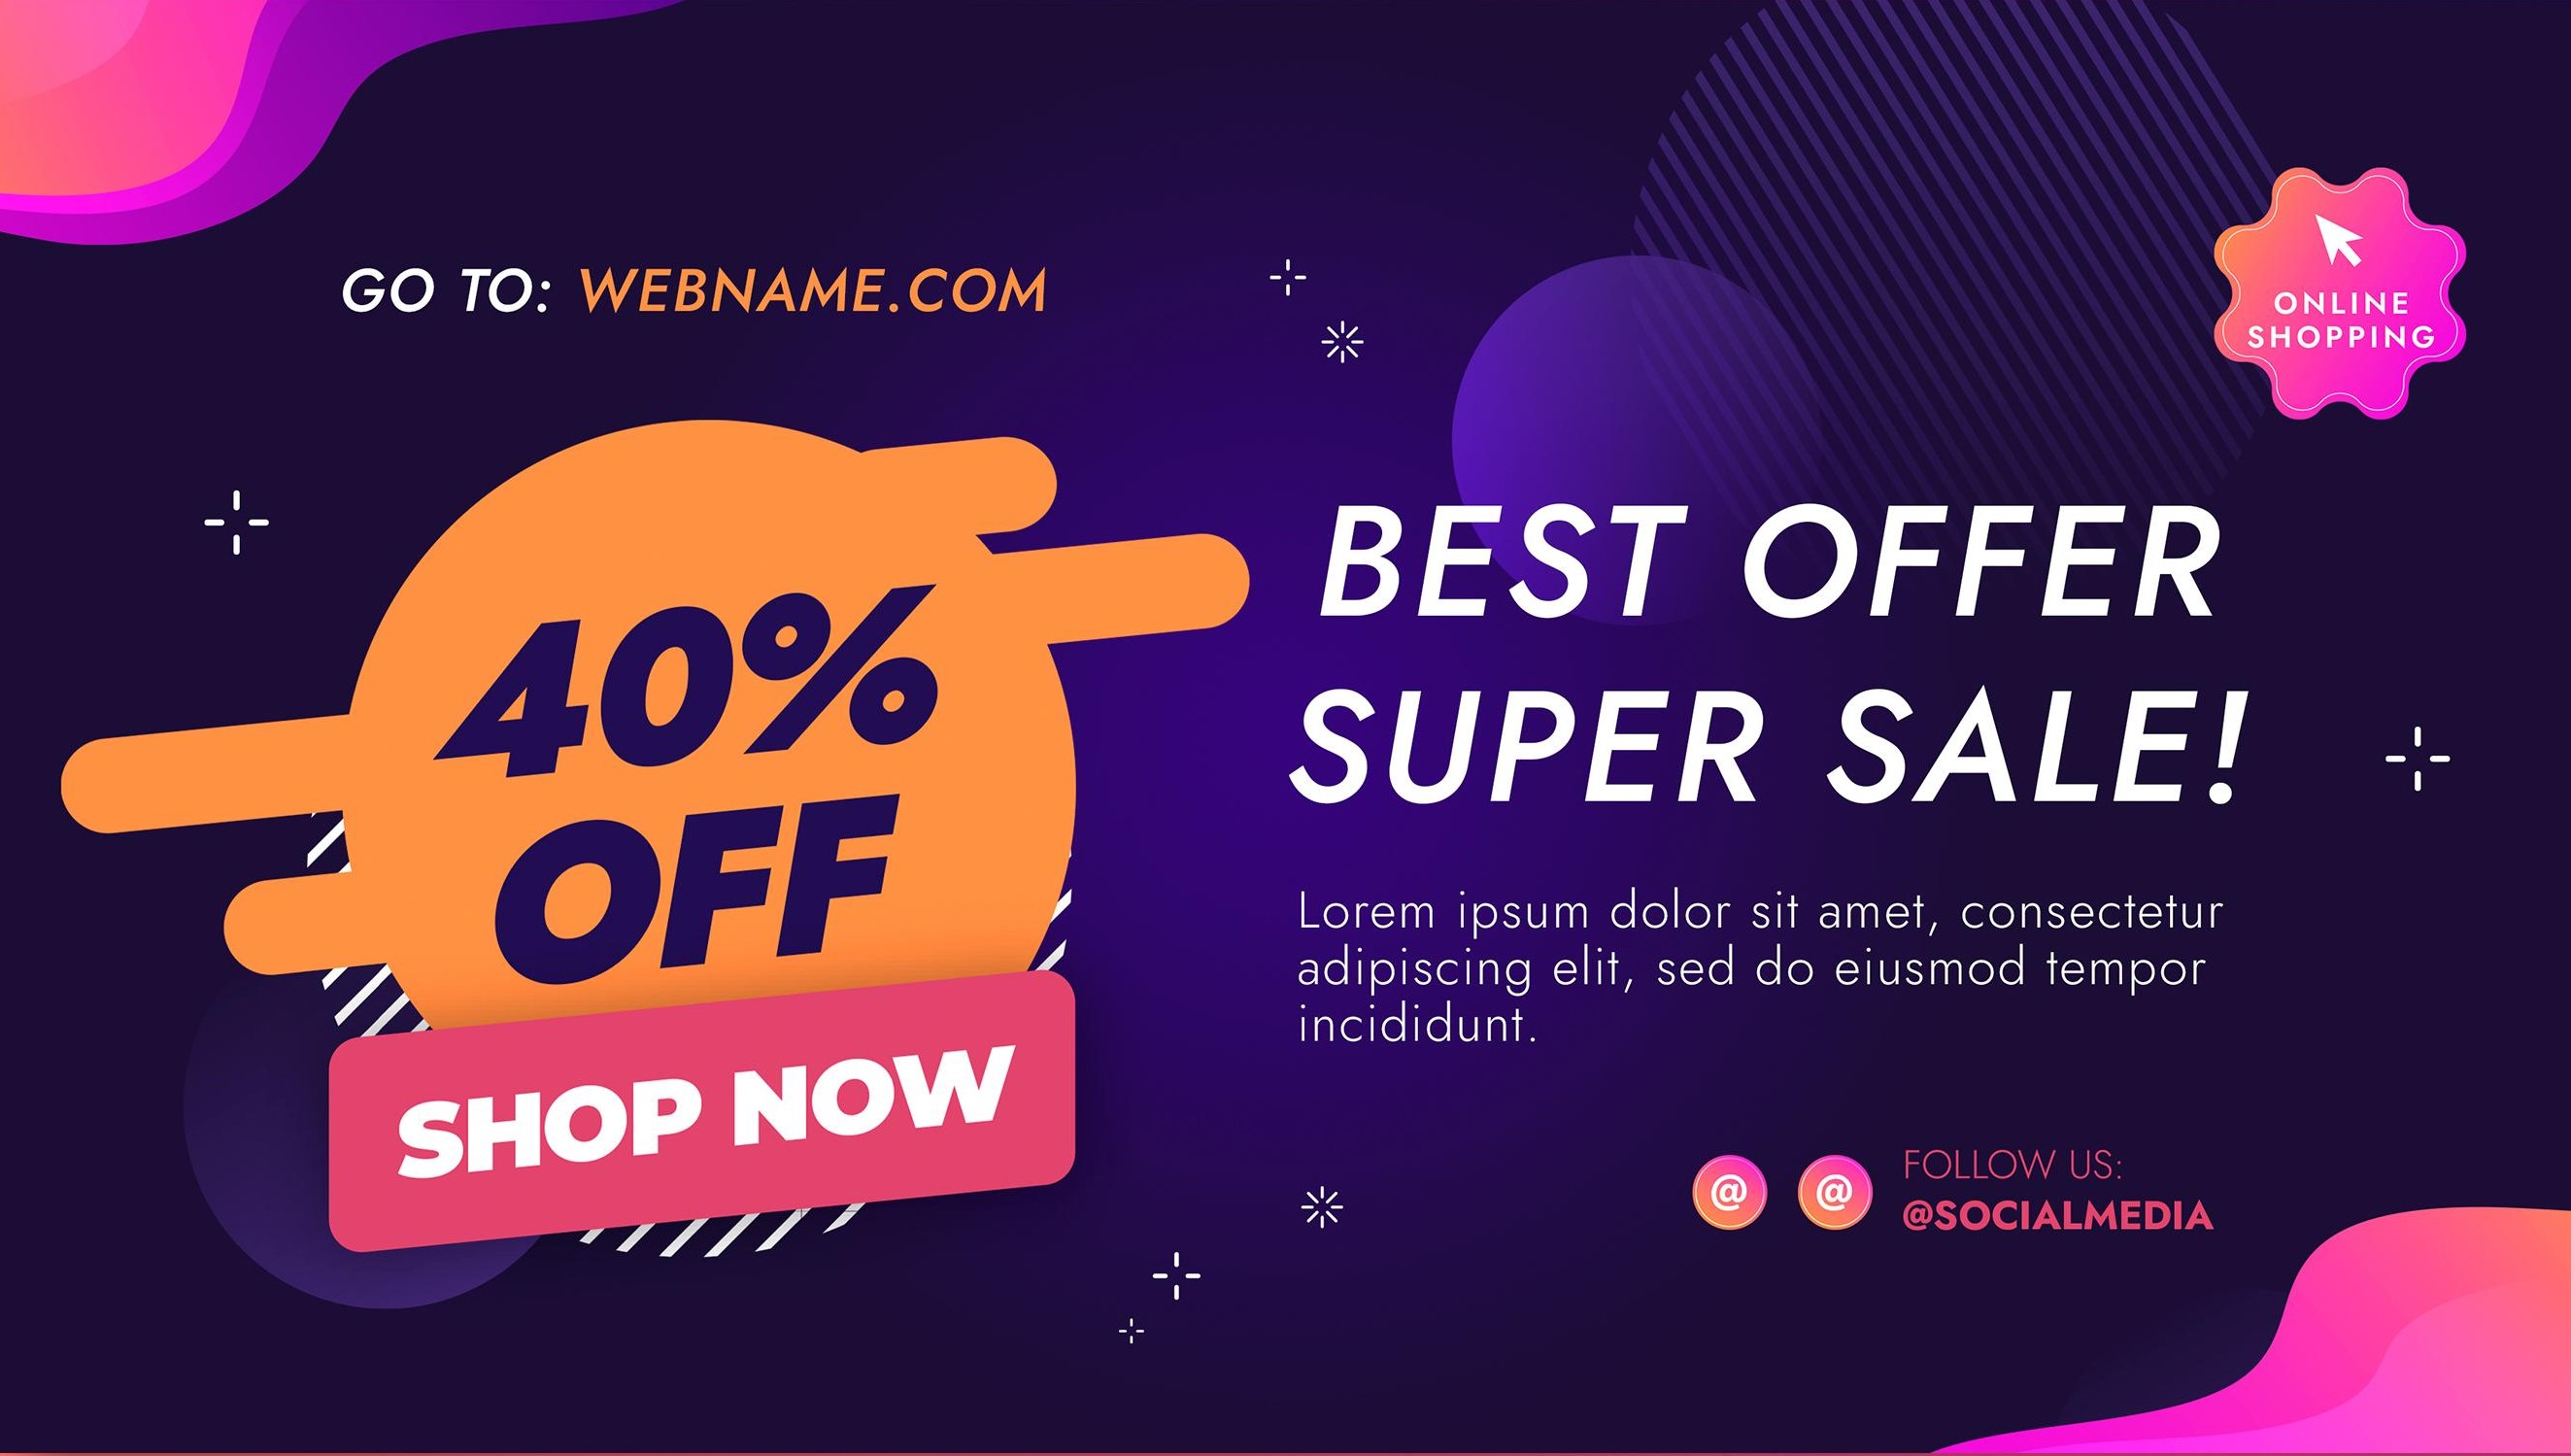 GO TO: WEBNAME.COM
ONLINE
SHOPPING
40%
OFF
SHOP NOW
BEST OFFER
SUPER SALE!
Lorem ipsum dolor sit amet, consectetur
adipiscing elit, sed do eiusmod tempor
incididunt.
@ @
FOLLOW US:
@SOCIALMEDIA